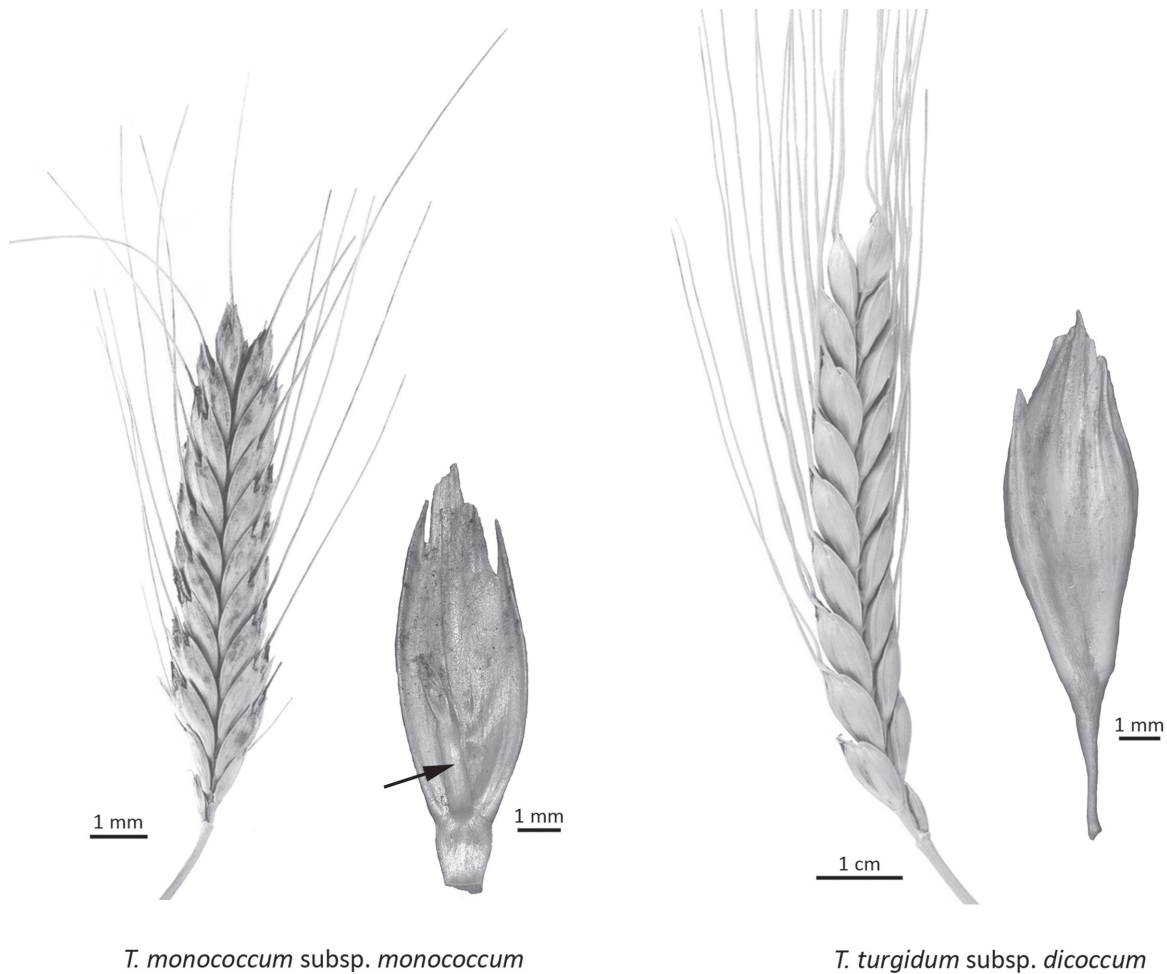 1 mm
1 mm
1 cm
1 mm
T. monococcum subsp. monococcum
T. turgidum subsp. dicoccum